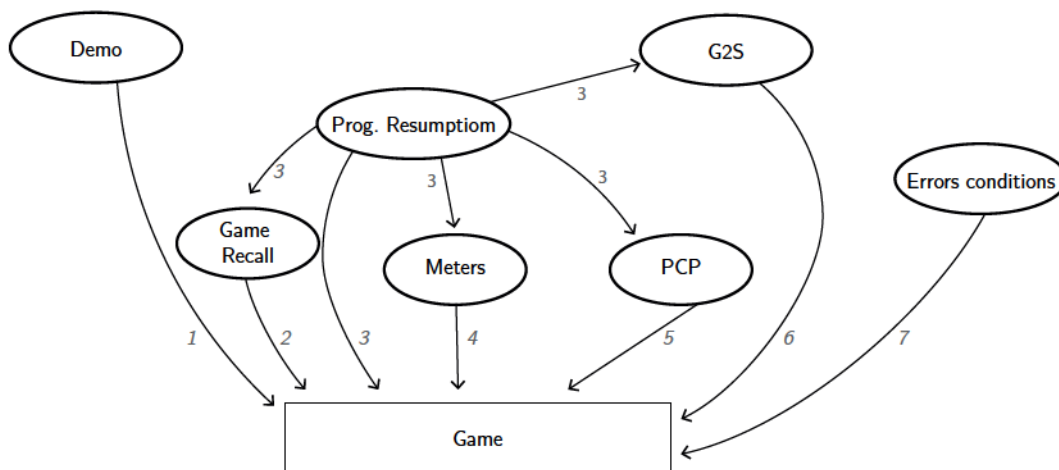 Demo
G2S
3
Prog. Resumptiom
3
3
3
Errors conditions
Game
Recall
Meters
PCP
1
2
3
4
5
6
7
Game